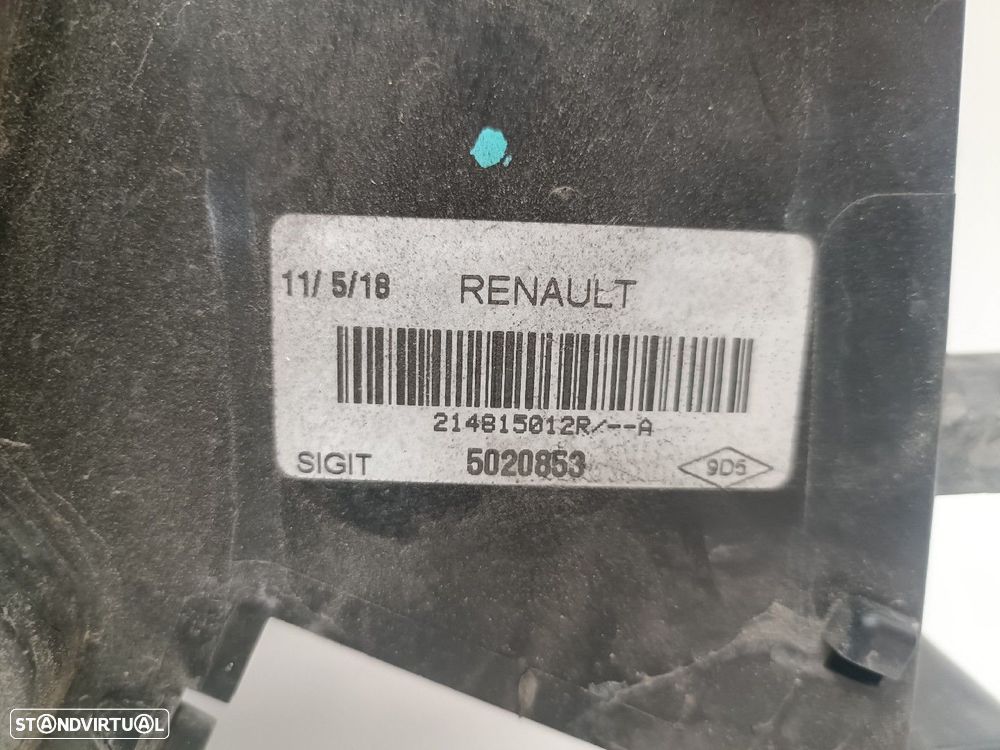 11/ 5/18 RENAULT
214815012R/--A
SIGIT 5020853 9D5
STANDVIRTUAL